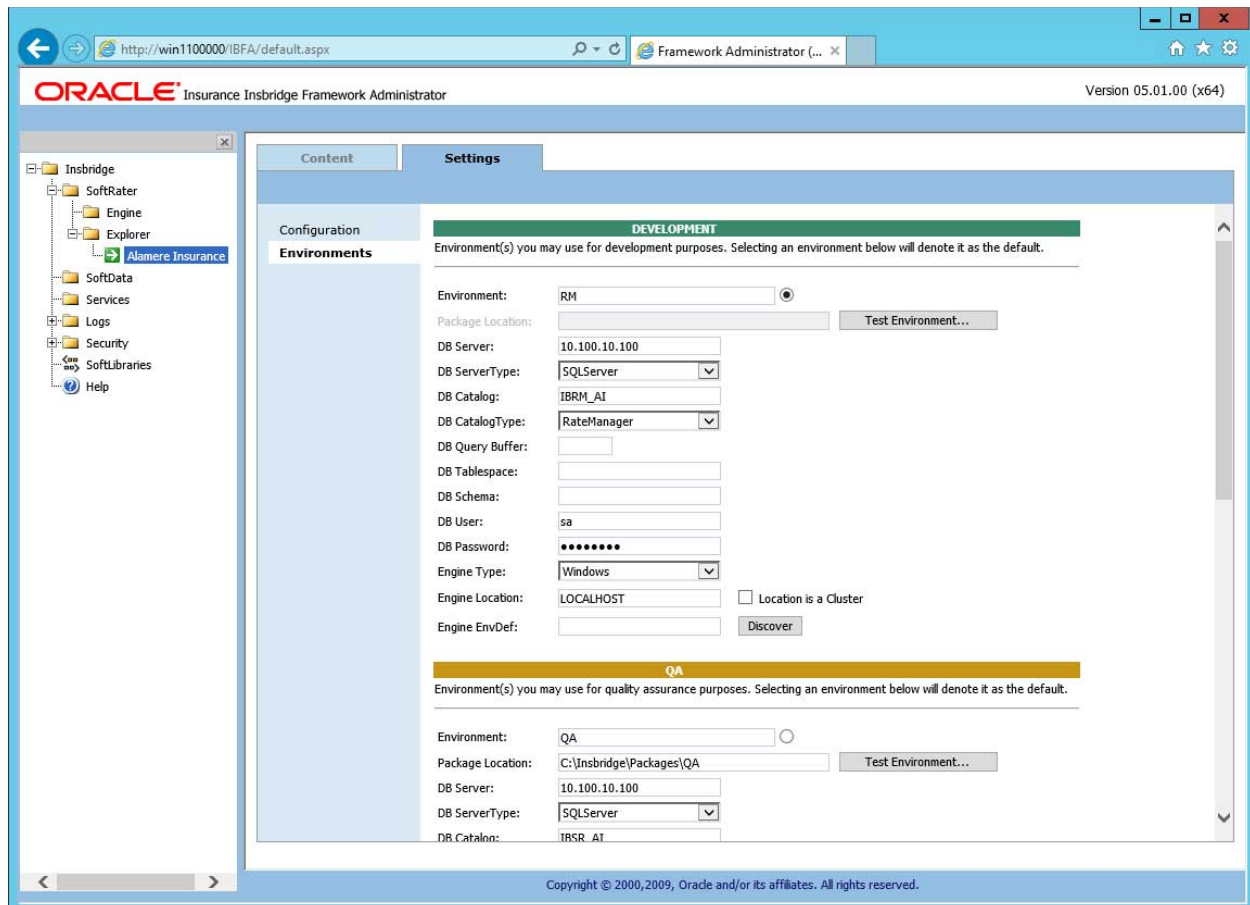 http://win1100000/IBFA/default.aspx
Framework Administrator (...
ORACLE Insurance Insbridge Framework Administrator
Version 05.01.00 (x64)
Insbridge
SoftRater
Engine
Explorer
Alamere Insurance
SoftData
Services
Logs
Security
SoftLibraries
Help
Content
Settings
Configuration
Environments
DEVELOPMENT
Environment(s) you may use for development purposes. Selecting an environment below will denote it as the default.
Environment: RM
Package Location: Test Environment...
DB Server: 10.100.10.100
DB ServerType: SQLServer
DB Catalog: IBRM_AI
DB CatalogType: RateManager
DB Query Buffer:
DB Tablespace:
DB Schema:
DB User: sa
DB Password: ••••••••
Engine Type: Windows
Engine Location: LOCALHOST Location is a Cluster
Engine EnvDef: Discover
QA
Environment(s) you may use for quality assurance purposes. Selecting an environment below will denote it as the default.
Environment: QA
Package Location: C:\Insbridge\Packages\QA Test Environment...
DB Server: 10.100.10.100
DB ServerType: SQLServer
DB Catalog: IBSR_AI
Copyright © 2000,2009, Oracle and/or its affiliates. All rights reserved.